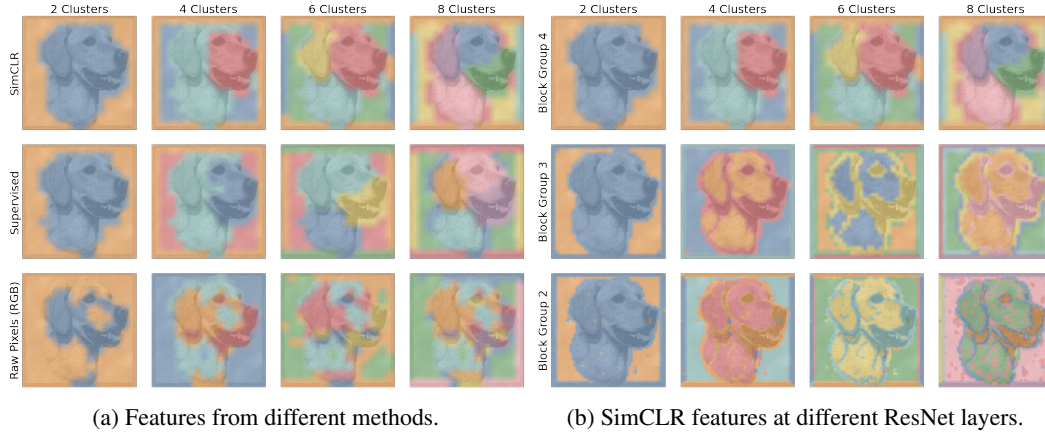 2 Clusters 4 Clusters 6 Clusters 8 Clusters 2 Clusters 4 Clusters 6 Clusters 8 Clusters
SimCLR
Supervised
Raw Pixels (RGB)
Block Group 4
Block Group 3
Block Group 2
(a) Features from different methods.
(b) SimCLR features at different ResNet layers.